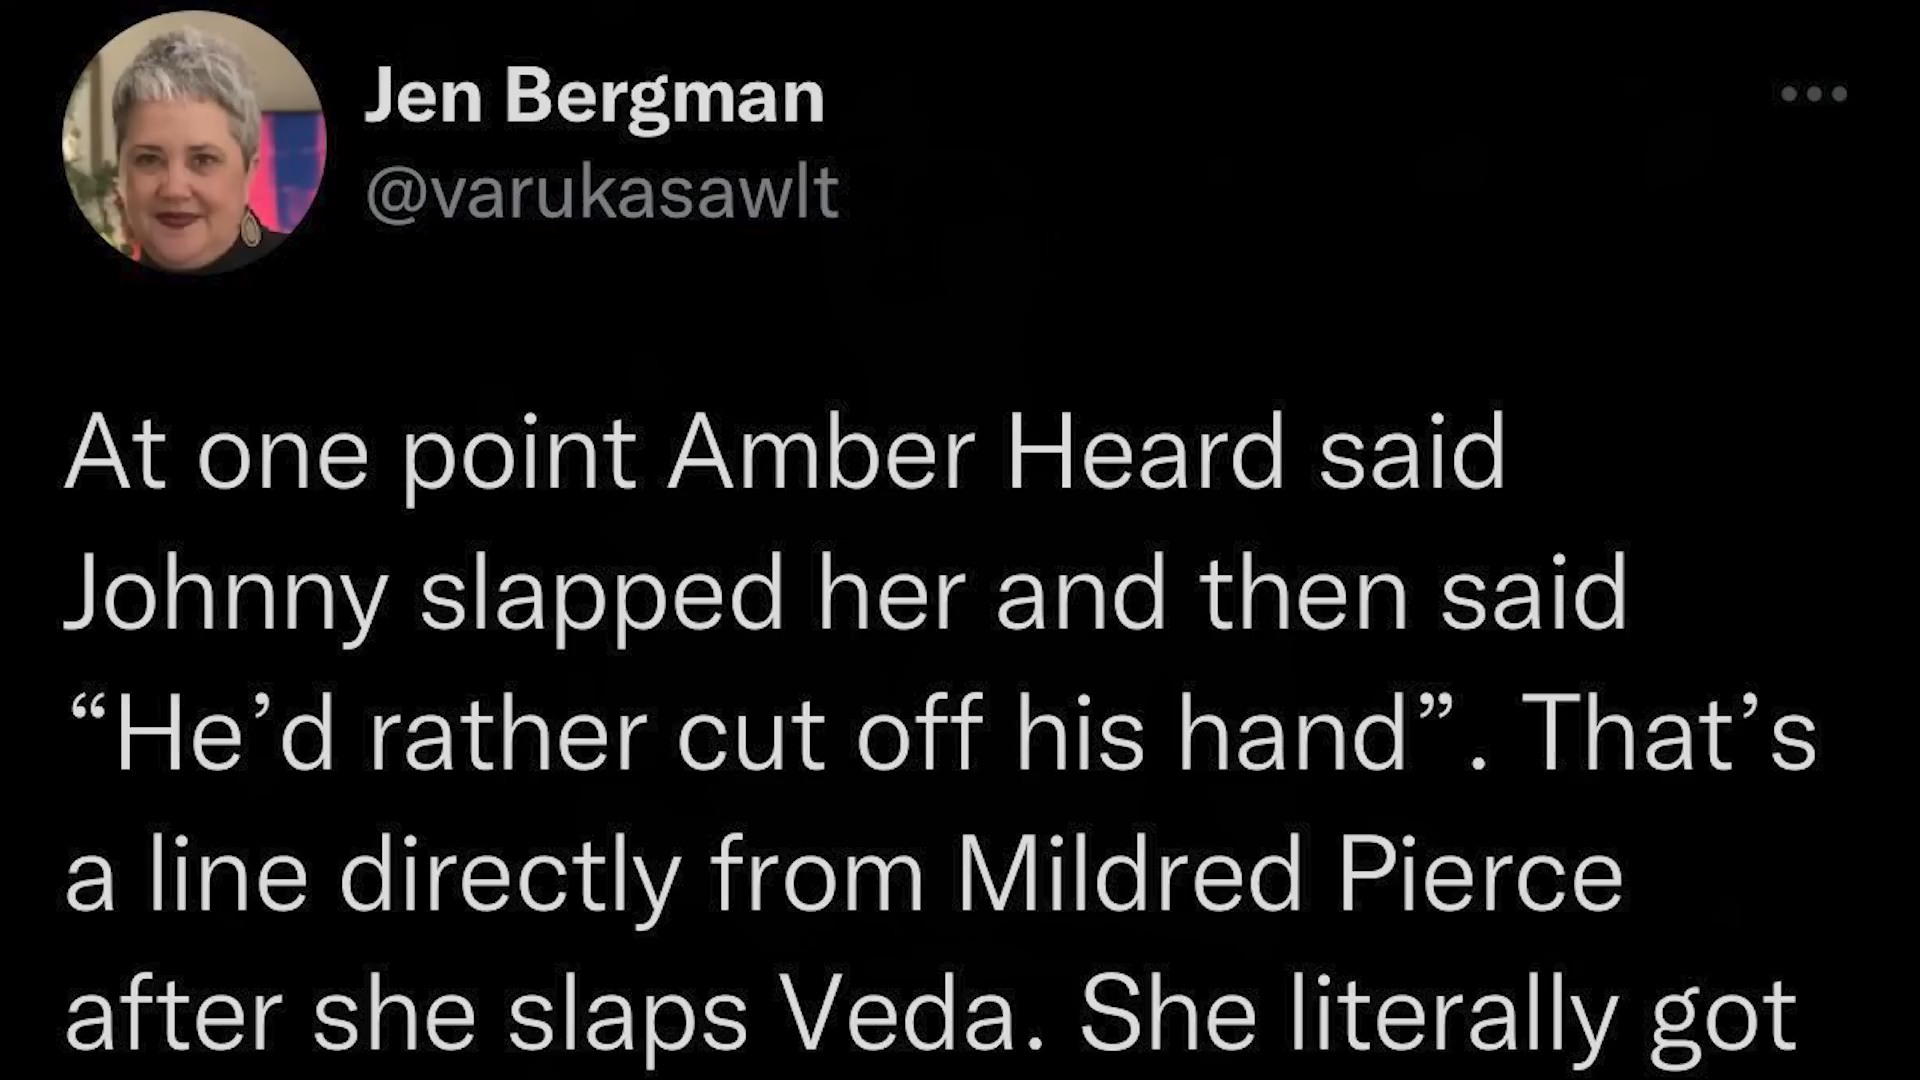 Jen Bergman
@varukasawlt
At one point Amber Heard said
Johnny slapped her and then said
“He’d rather cut off his hand”. That’s
a line directly from Mildred Pierce
after she slaps Veda. She literally got